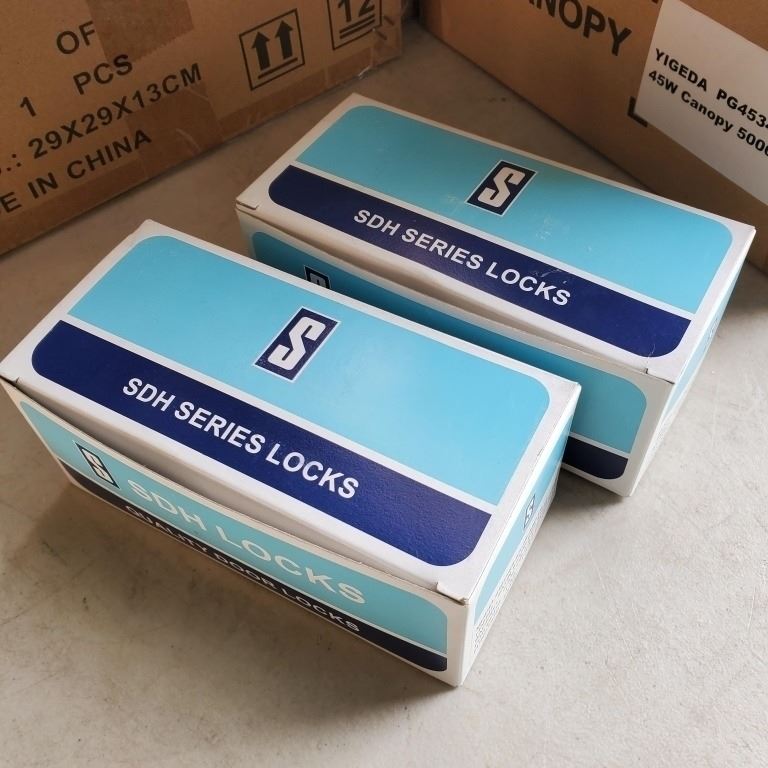 OF
1 PCS
.: 29X29X13CM
E IN CHINA
12
NOPY
YIGEDA PG453
45W Canopy 500
S
SDH SERIES LOCKS
S
SDH SERIES LOCKS
S
SDH LOCKS
QUALITY DOOR LOCKS
S